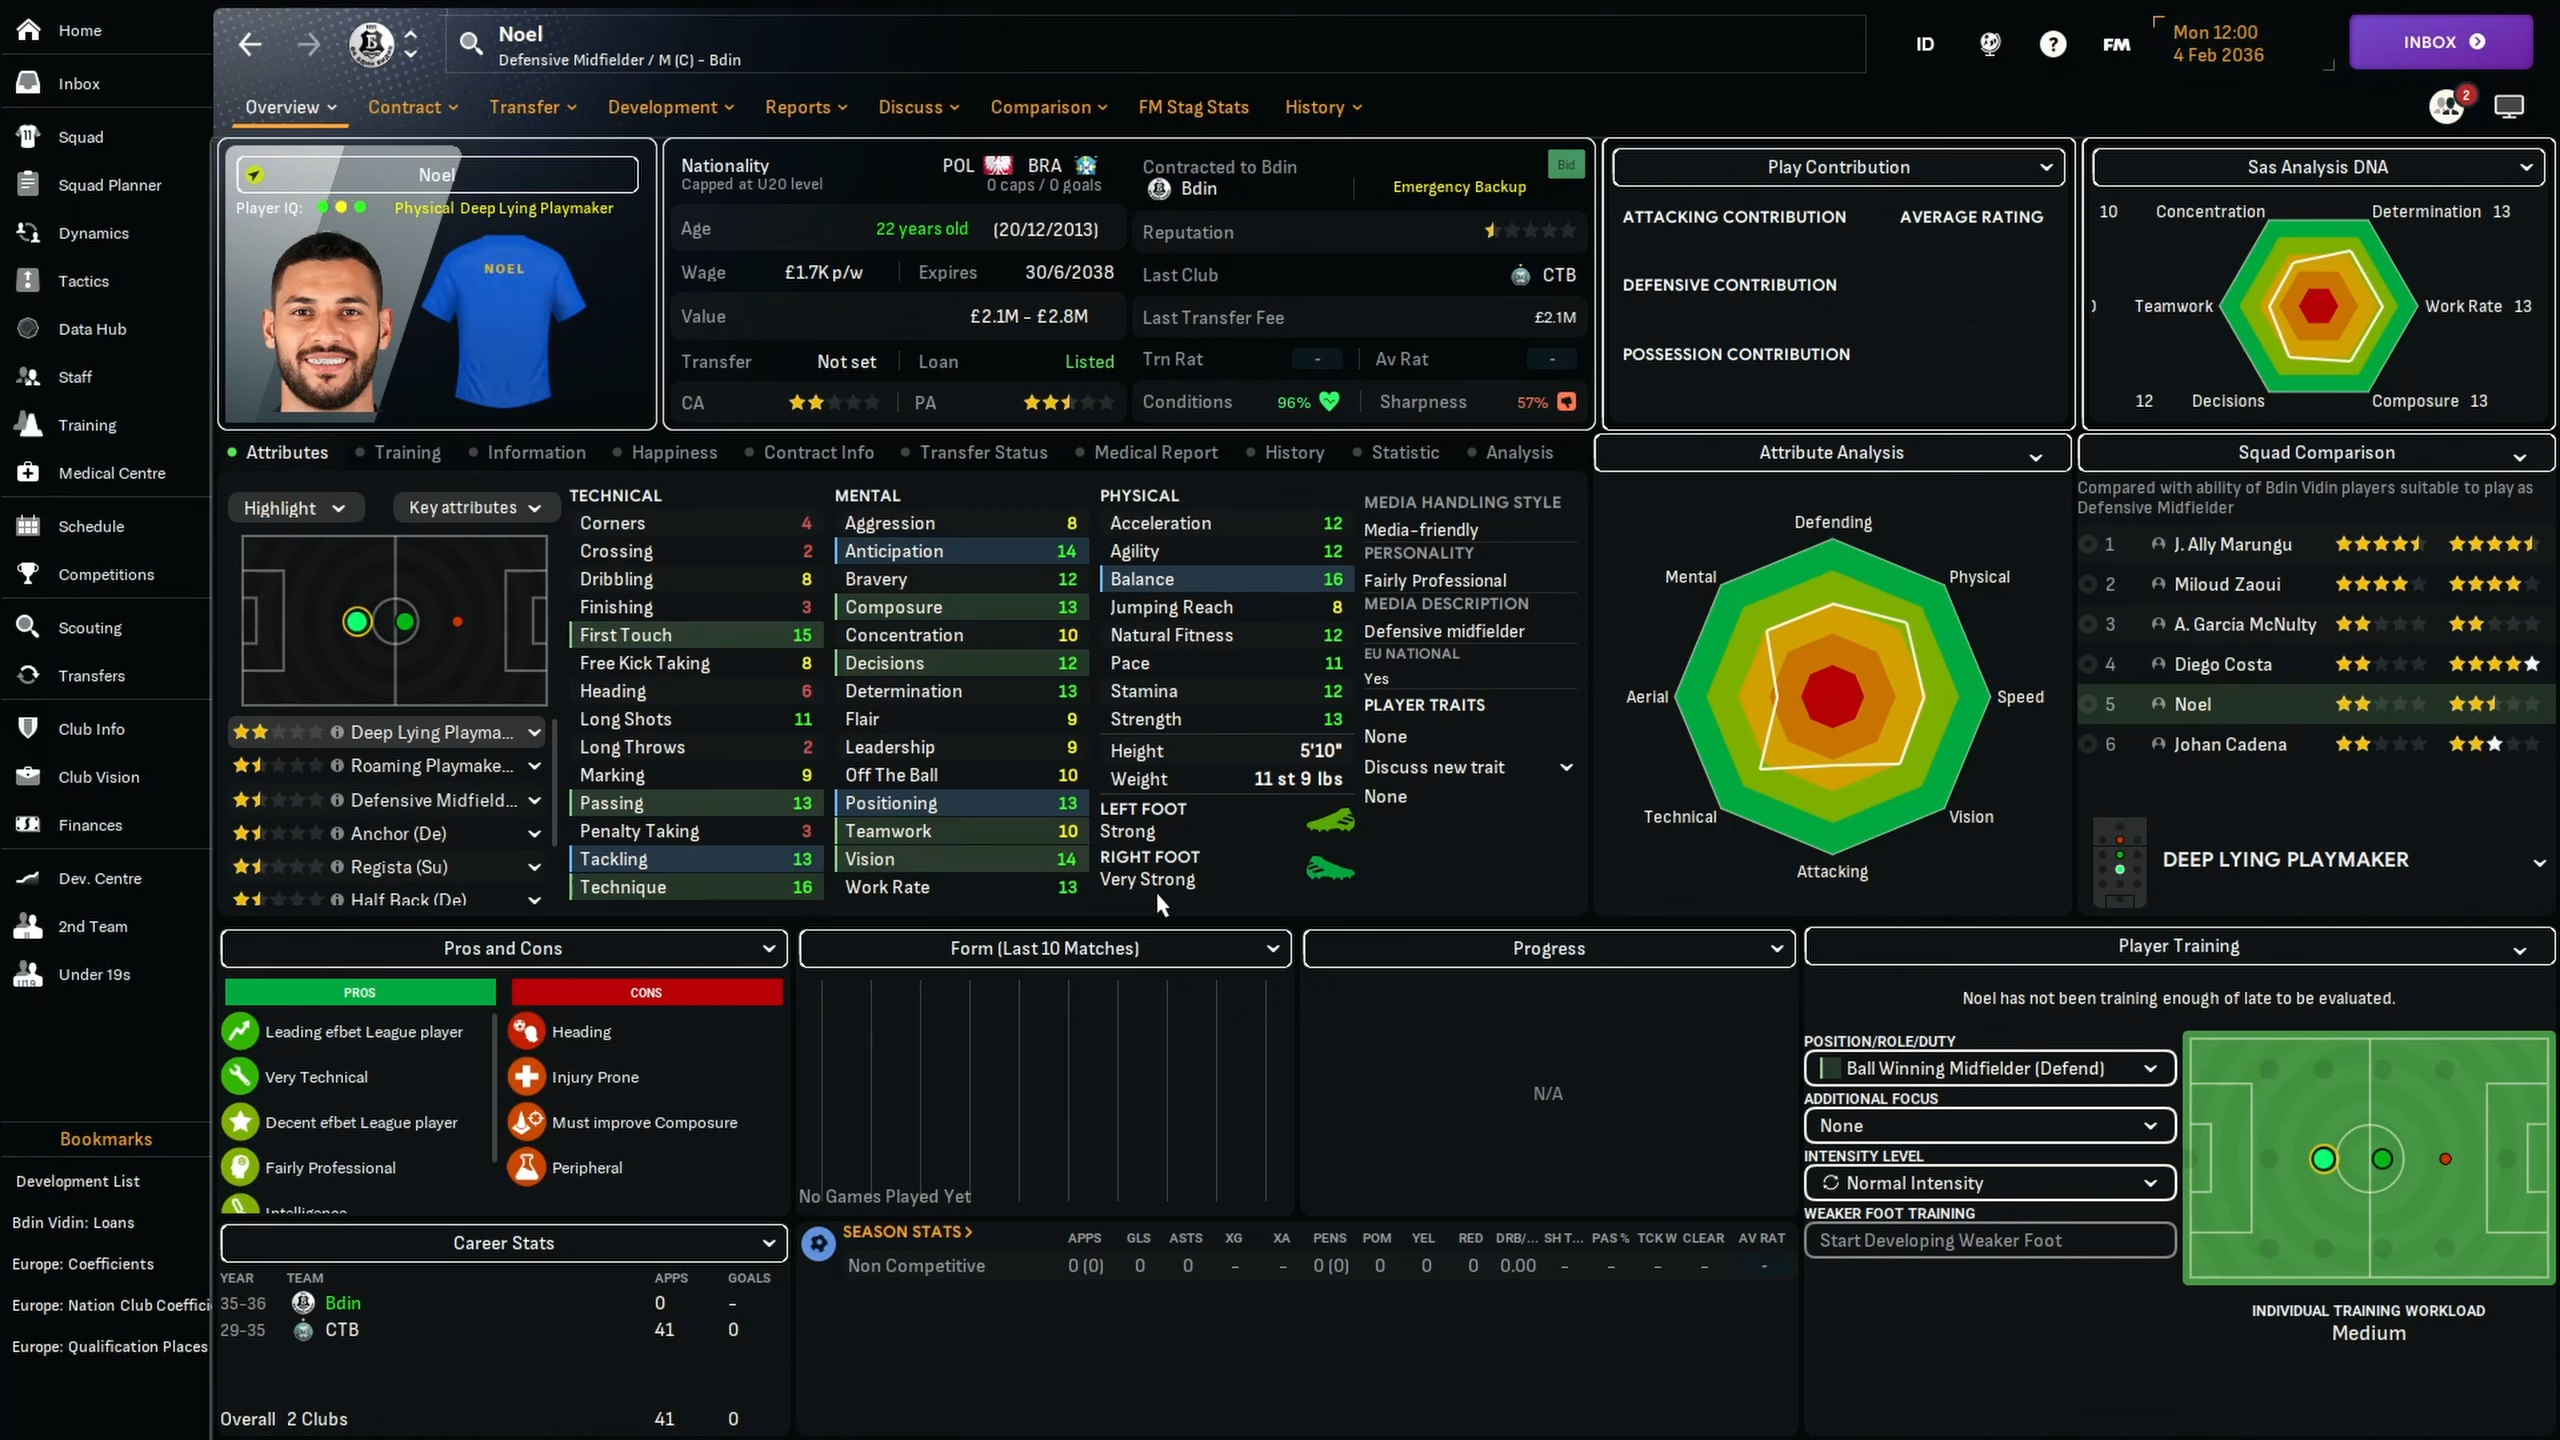 Home
Inbox
Squad
Squad Planner
Dynamics
Tactics
Data Hub
Staff
Training
Medical Centre
Schedule
Competitions
Scouting
Transfers
Club Info
Club Vision
Finances
Dev. Centre
2nd Team
U19
Under 19s
Bookmarks
Development List
Bdin Vidin: Loans
Europe: Coefficients
Europe: Nation Club Coeffici
Europe: Qualification Places
Noel
Defensive Midfielder / M (C) - Bdin
ID
FM
Mon 12:00
4 Feb 2036
INBOX
Overview
Contract
Transfer
Development
Reports
Discuss
Comparison
FM Stag Stats
History
2
Noel
Player IQ:
Physical Deep Lying Playmaker
NOEL
Nationality POL BRA
Capped at U20 level 0 caps / 0 goals
Age 22 years old (20/12/2013)
Wage £1.7K p/w Expires 30/6/2038
Value £2.1M - £2.8M
Transfer Not set Loan Listed
CA PA
Contracted to Bdin
Bdin
Emergency Backup
Bid
Reputation
Last Club CTB
Last Transfer Fee £2.1M
Trn Rat - Av Rat -
Conditions 96% Sharpness 57%
Play Contribution
ATTACKING CONTRIBUTION AVERAGE RATING
DEFENSIVE CONTRIBUTION
POSSESSION CONTRIBUTION
Sas Analysis DNA
10 Concentration Determination 13
Teamwork Work Rate 13
12 Decisions Composure 13
Attributes
Training
Information
Happiness
Contract Info
Transfer Status
Medical Report
History
Statistic
Analysis
Highlight
Key attributes
Deep Lying Playma...
Roaming Playmake...
Defensive Midfield...
Anchor (De)
Regista (Su)
Half Back (De)
TECHNICAL
Corners 4
Crossing 2
Dribbling 8
Finishing 3
First Touch 15
Free Kick Taking 8
Heading 6
Long Shots 11
Long Throws 2
Marking 9
Passing 13
Penalty Taking 3
Tackling 13
Technique 16
MENTAL
Aggression 8
Anticipation 14
Bravery 12
Composure 13
Concentration 10
Decisions 12
Determination 13
Flair 9
Leadership 9
Off The Ball 10
Positioning 13
Teamwork 10
Vision 14
Work Rate 13
PHYSICAL
Acceleration 12
Agility 12
Balance 16
Jumping Reach 8
Natural Fitness 12
Pace 11
Stamina 12
Strength 13
Height 5'10"
Weight 11 st 9 lbs
LEFT FOOT
Strong
RIGHT FOOT
Very Strong
MEDIA HANDLING STYLE
Media-friendly
PERSONALITY
Fairly Professional
MEDIA DESCRIPTION
Defensive midfielder
EU NATIONAL
Yes
PLAYER TRAITS
None
Discuss new trait
None
Attribute Analysis
Defending
Mental Physical
Aerial Speed
Technical Vision
Attacking
Squad Comparison
Compared with ability of Bdin Vidin players suitable to play as
Defensive Midfielder
1 J. Ally Marungu
2 Miloud Zaoui
3 A. García McNulty
4 Diego Costa
5 Noel
6 Johan Cadena
DEEP LYING PLAYMAKER
Pros and Cons
PROS
CONS
Leading efbet League player
Very Technical
Decent efbet League player
Fairly Professional
Intelligence
Heading
Injury Prone
Must improve Composure
Peripheral
Form (Last 10 Matches)
No Games Played Yet
Progress
N/A
Player Training
Noel has not been training enough of late to be evaluated.
POSITION/ROLE/DUTY
Ball Winning Midfielder (Defend)
ADDITIONAL FOCUS
None
INTENSITY LEVEL
Normal Intensity
WEAKER FOOT TRAINING
Start Developing Weaker Foot
INDIVIDUAL TRAINING WORKLOAD
Medium
Career Stats
YEAR TEAM APPS GOALS
35-36 Bdin 0 -
29-35 CTB 41 0
Overall 2 Clubs 41 0
SEASON STATS APPS GLS ASTS XG XA PENS POM YEL RED DRB/... SH T... PAS % TCK W CLEAR AV RAT
Non Competitive 0 (0) 0 0 - - 0 (0) 0 0 0 0.00 - - - - -